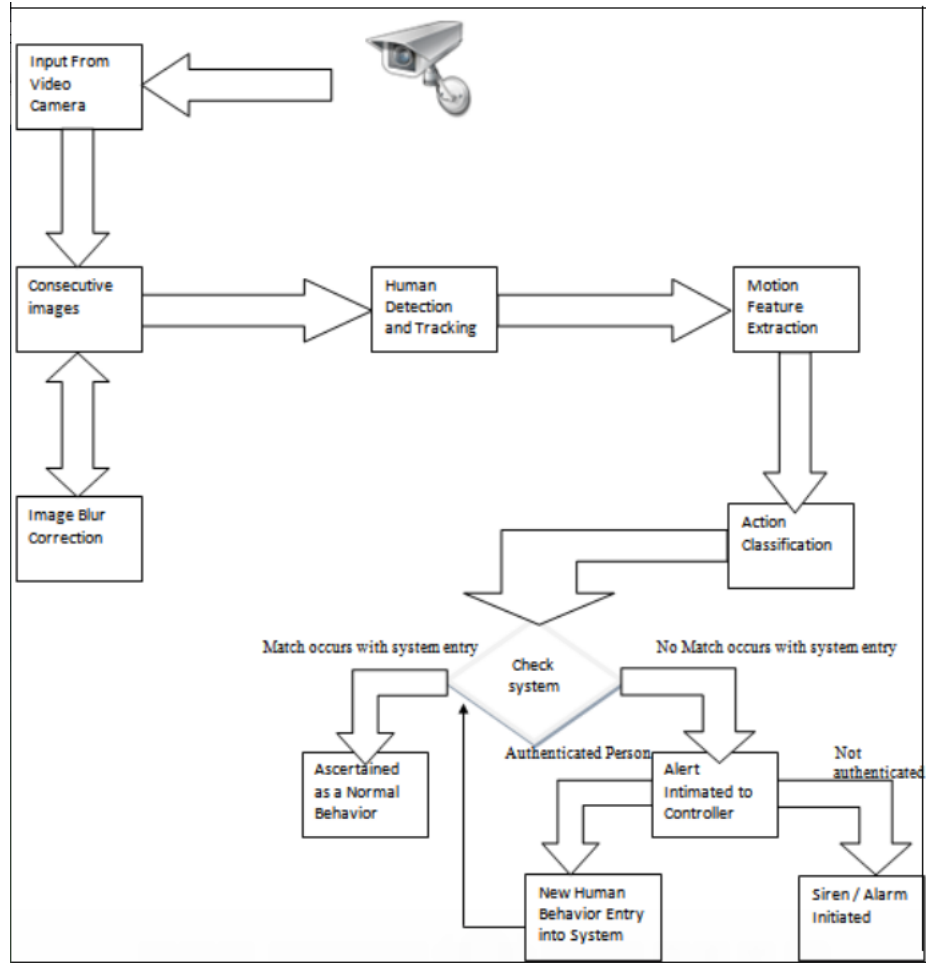 Input From
Video
Camera
Consecutive
images
Human
Detection
and Tracking
Motion
Feature
Extraction
Image Blur
Correction
Action
Classification
Match occurs with system entry
No Match occurs with system entry
Check
system
Authenticated Person
Not
authenticated
Ascertained
as a Normal
Behavior
Alert
Intimated to
Controller
New Human
Behavior Entry
into System
Siren / Alarm
Initiated